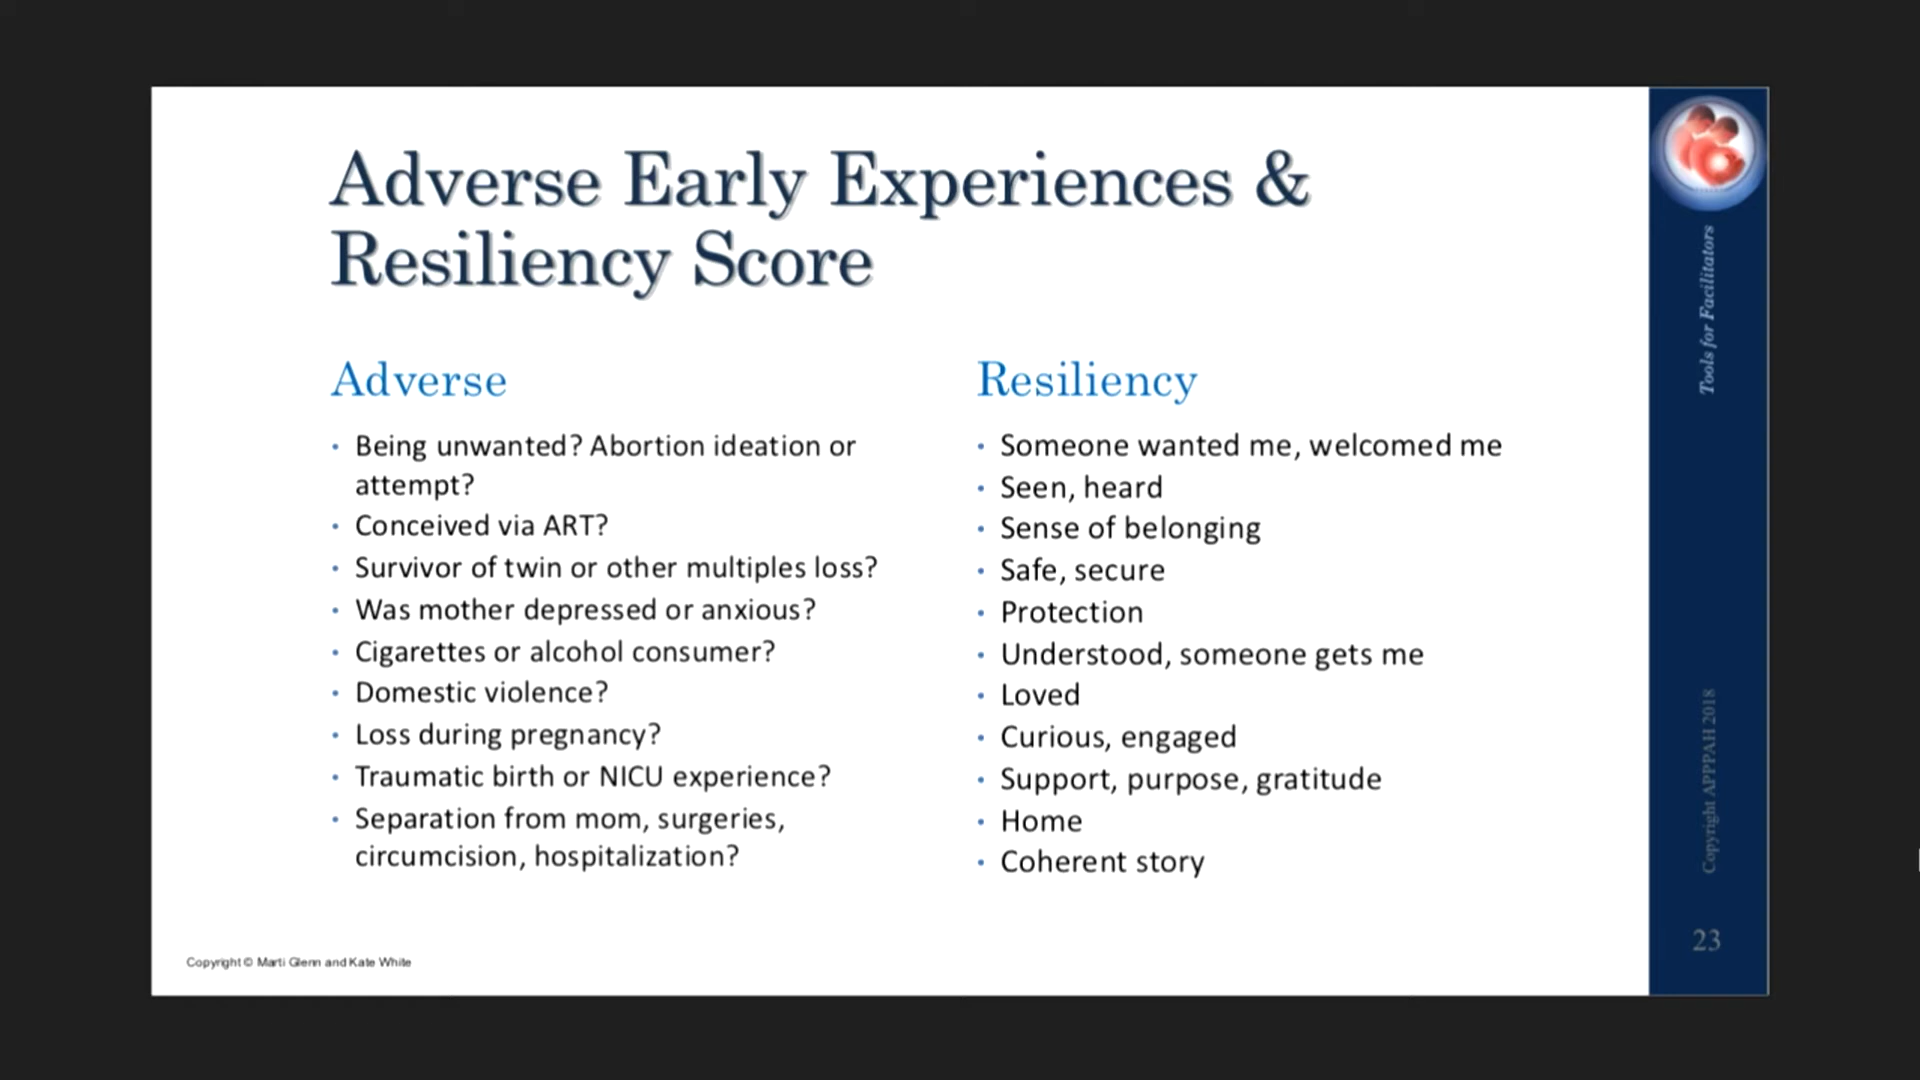 Adverse Early Experiences &
Resiliency Score
Adverse
• Being unwanted? Abortion ideation or
attempt?
• Conceived via ART?
• Survivor of twin or other multiples loss?
• Was mother depressed or anxious?
• Cigarettes or alcohol consumer?
• Domestic violence?
• Loss during pregnancy?
• Traumatic birth or NICU experience?
• Separation from mom, surgeries,
circumcision, hospitalization?
Resiliency
• Someone wanted me, welcomed me
• Seen, heard
• Sense of belonging
• Safe, secure
• Protection
• Understood, someone gets me
• Loved
• Curious, engaged
• Support, purpose, gratitude
• Home
• Coherent story
Copyright © Marti Glenn and Kate White
Tools for Facilitators
Copyright APPPAH 2018
23